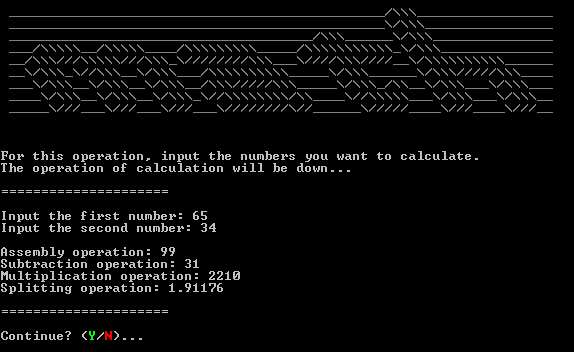 math
For this operation, input the numbers you want to calculate.
The operation of calculation will be down...
=====================
Input the first number: 65
Input the second number: 34
Assembly operation: 99
Subtraction operation: 31
Multiplication operation: 2210
Splitting operation: 1.91176
=====================
Continue? (Y/N)...